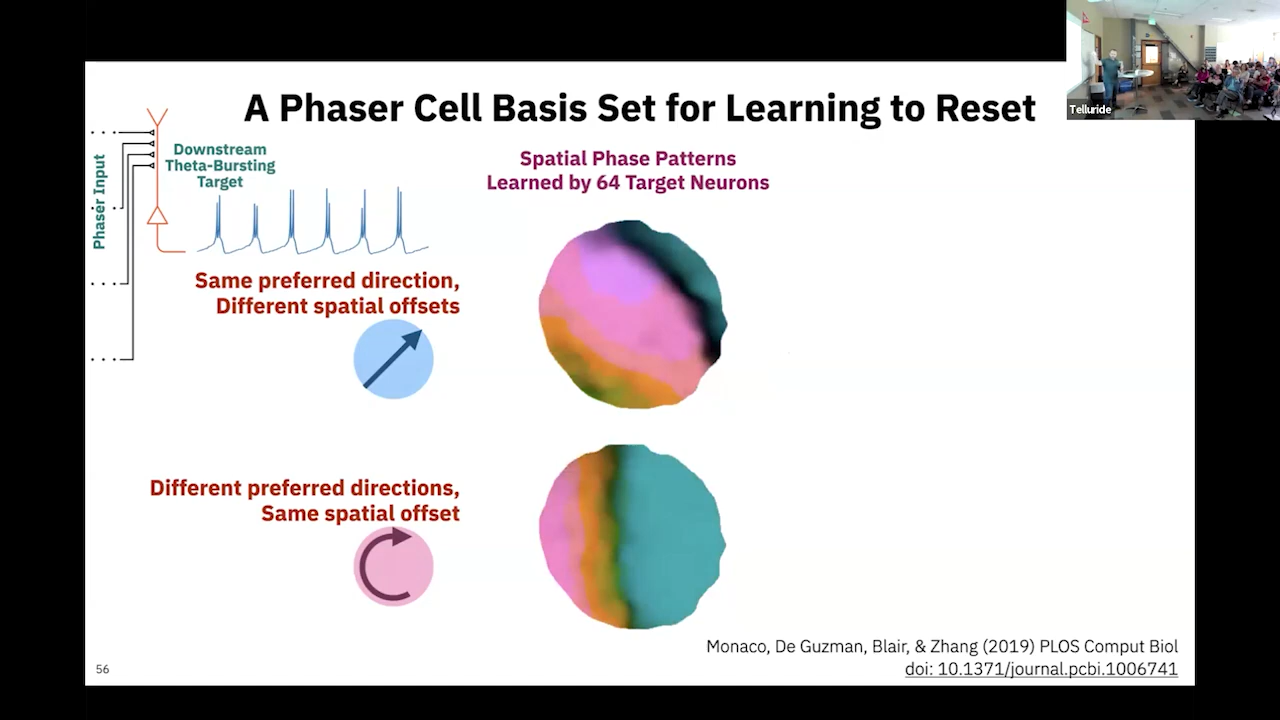 A Phaser Cell Basis Set for Learning to Reset
Telluride
Phaser Input
Downstream
Theta-Bursting
Target
Spatial Phase Patterns
Learned by 64 Target Neurons
Same preferred direction,
Different spatial offsets
Different preferred directions,
Same spatial offset
Monaco, De Guzman, Blair, & Zhang (2019) PLOS Comput Biol
doi: 10.1371/journal.pcbi.1006741
56